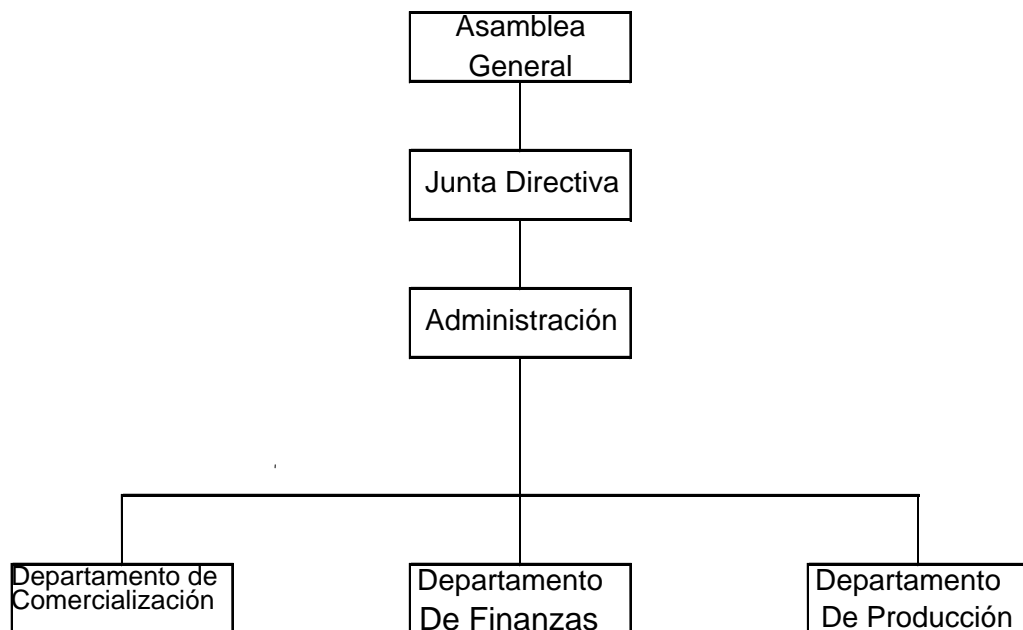 Asamblea
General
Junta Directiva
Administración
Departamento de
Comercialización
Departamento
De Finanzas
Departamento
De Producción